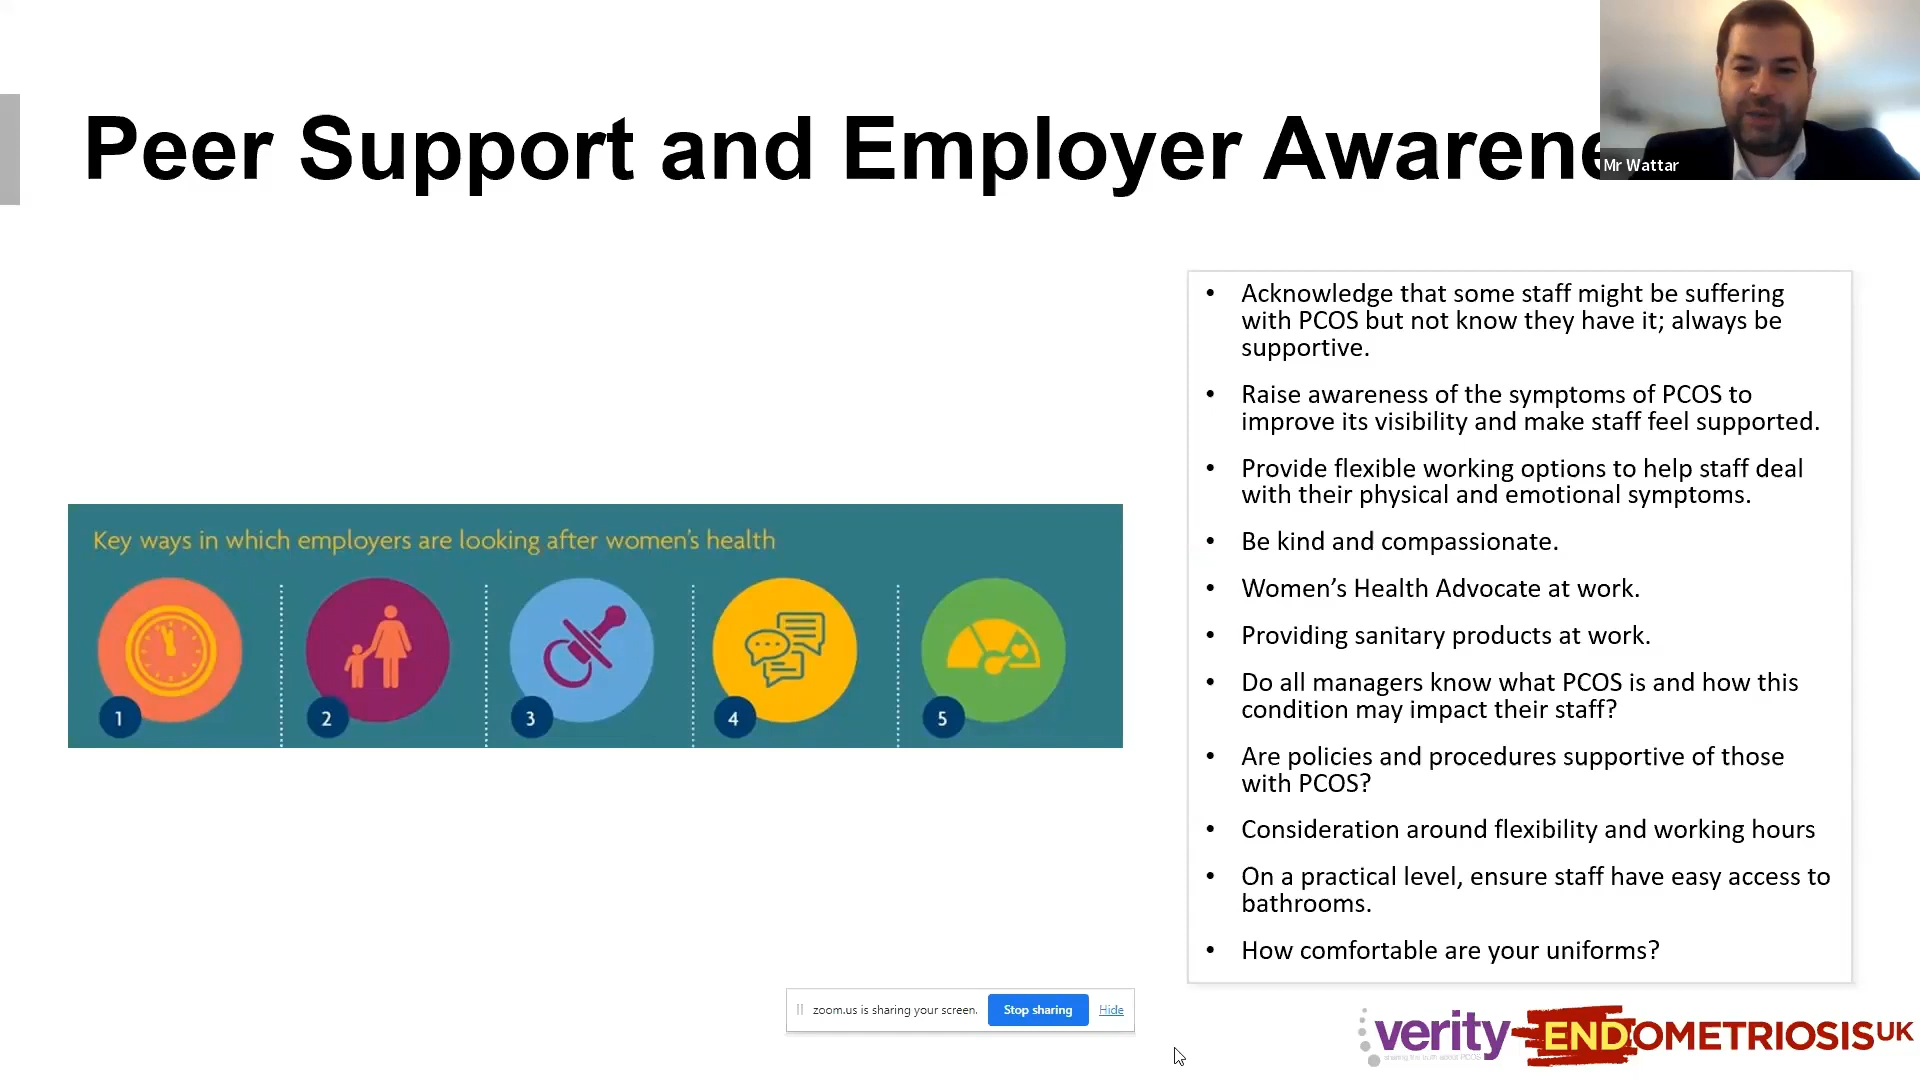 Peer Support and Employer Awarene
Mr Wattar
Key ways in which employers are looking after women's health
1
2
3
4
5
• Acknowledge that some staff might be suffering
with PCOS but not know they have it; always be
supportive.
• Raise awareness of the symptoms of PCOS to
improve its visibility and make staff feel supported.
• Provide flexible working options to help staff deal
with their physical and emotional symptoms.
• Be kind and compassionate.
• Women’s Health Advocate at work.
• Providing sanitary products at work.
• Do all managers know what PCOS is and how this
condition may impact their staff?
• Are policies and procedures supportive of those
with PCOS?
• Consideration around flexibility and working hours
• On a practical level, ensure staff have easy access to
bathrooms.
• How comfortable are your uniforms?
zoom.us is sharing your screen.
Stop sharing
Hide
verity
sharing the truth about PCOS
ENDOMETRIOSIS UK